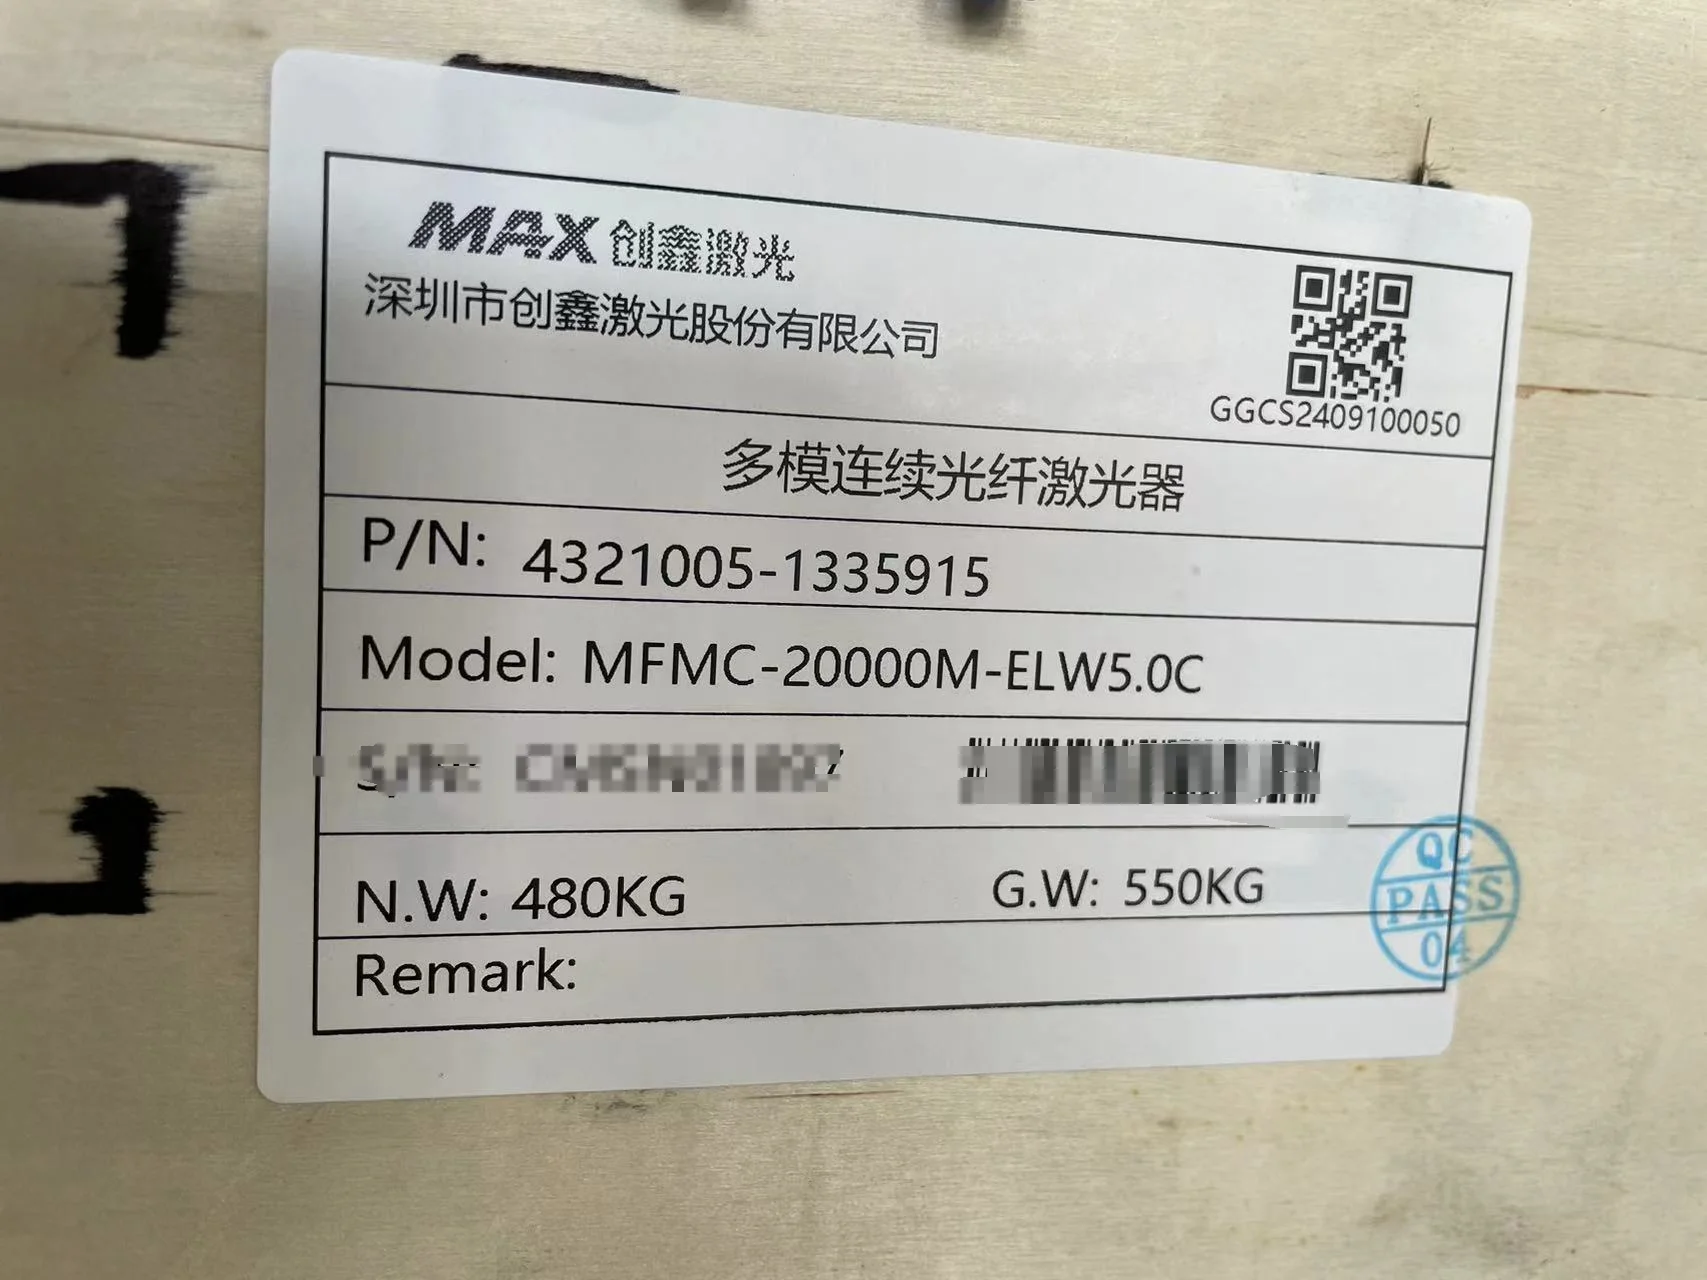 MAX 创鑫激光
深圳市创鑫激光股份有限公司
GGCS2409100050
多模连续光纤激光器
P/N: 4321005-1335915
Model: MFMC-20000M-ELW5.0C
N.W: 480KG G.W: 550KG
QC
PASS
04
Remark: